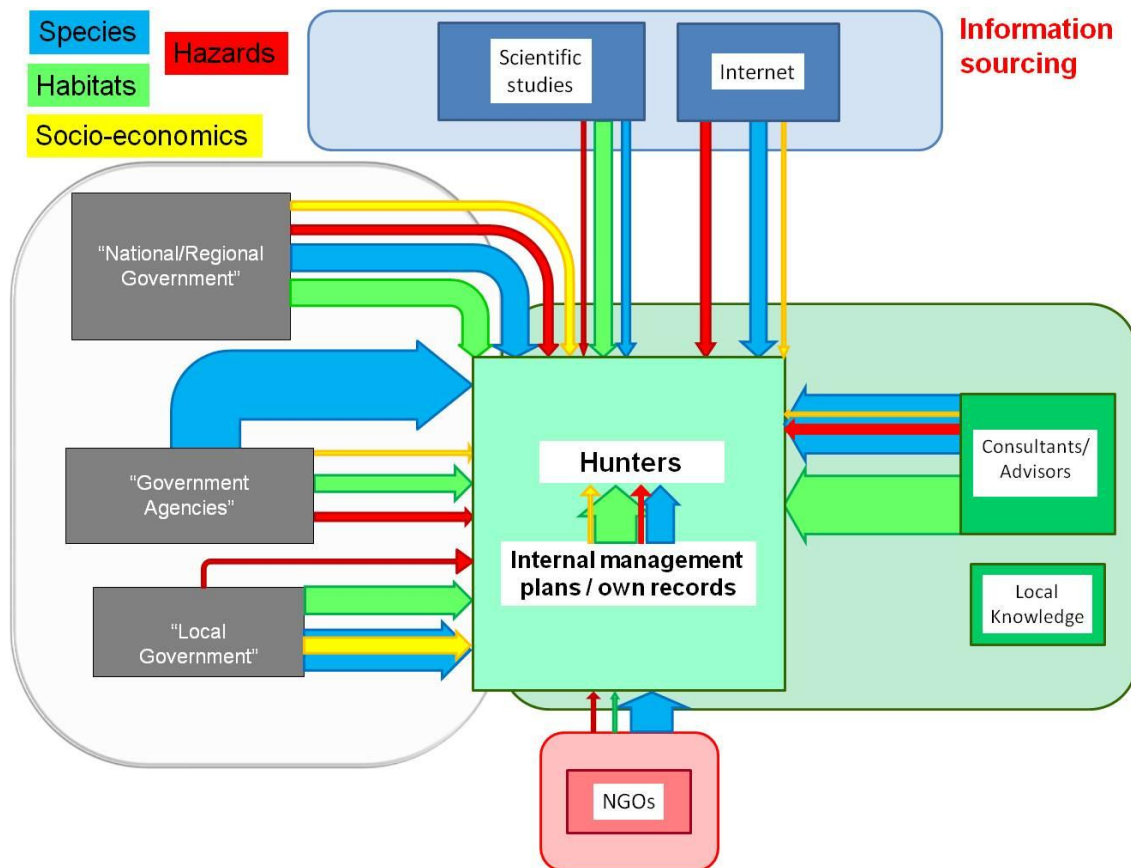 Species
Hazards
Habitats
Socio-economics
Scientific
studies
Internet
Information
sourcing
“National/Regional
Government”
“Government
Agencies”
“Local
Government”
Hunters
Internal management
plans / own records
Consultants/
Advisors
Local
Knowledge
NGOs